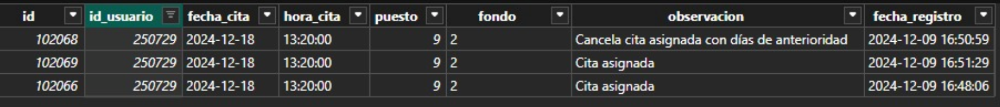 id id_usuario fecha_cita hora_cita puesto fondo observacion fecha_registro
102068 250729 2024-12-18 13:20:00 9 2 Cancela cita asignada con días de anterioridad 2024-12-09 16:50:59
102069 250729 2024-12-18 13:20:00 9 2 Cita asignada 2024-12-09 16:51:29
102066 250729 2024-12-18 13:20:00 9 2 Cita asignada 2024-12-09 16:48:06